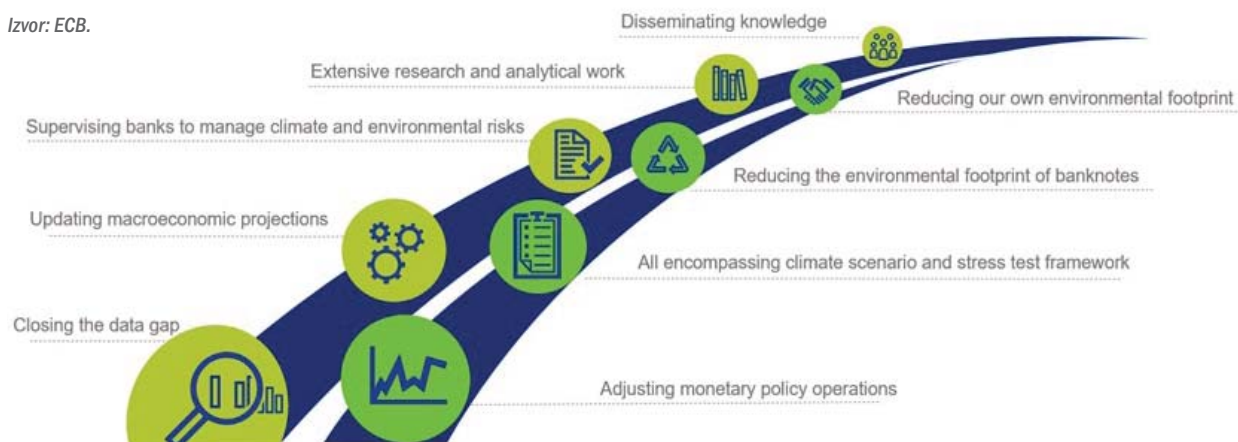 Izvor: ECB.
Disseminating knowledge
Extensive research and analytical work
Reducing our own environmental footprint
Supervising banks to manage climate and environmental risks
Reducing the environmental footprint of banknotes
Updating macroeconomic projections
All encompassing climate scenario and stress test framework
Closing the data gap
Adjusting monetary policy operations